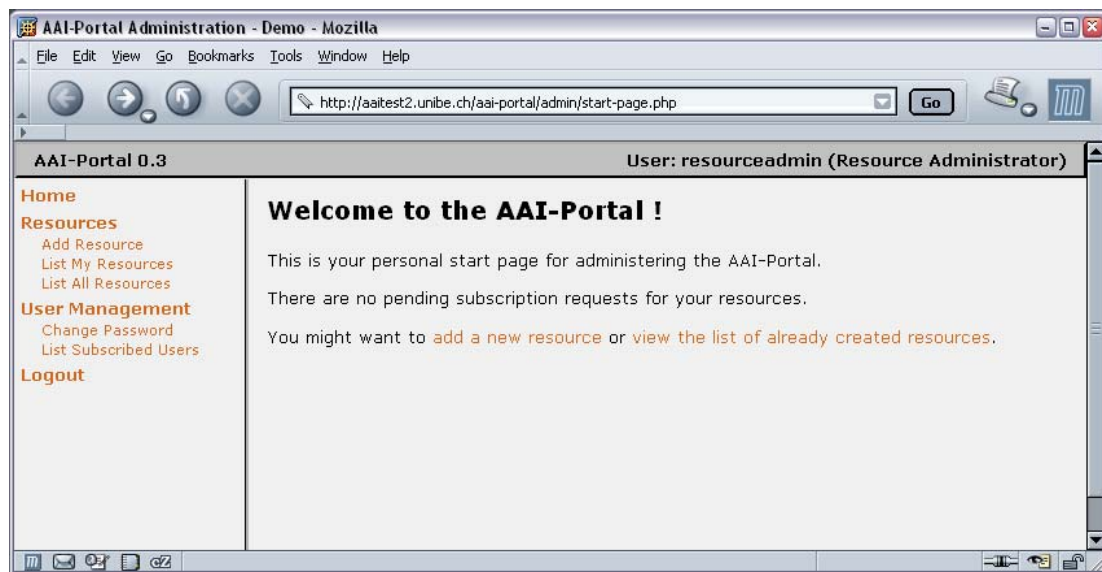 AAI-Portal Administration - Demo - Mozilla
File Edit View Go Bookmarks Tools Window Help
http://aaitest2.unibe.ch/aai-portal/admin/start-page.php
Go
AAI-Portal 0.3
User: resourceadmin (Resource Administrator)
Home
Resources
Add Resource
List My Resources
List All Resources
User Management
Change Password
List Subscribed Users
Logout
Welcome to the AAI-Portal !
This is your personal start page for administering the AAI-Portal.
There are no pending subscription requests for your resources.
You might want to add a new resource or view the list of already created resources.